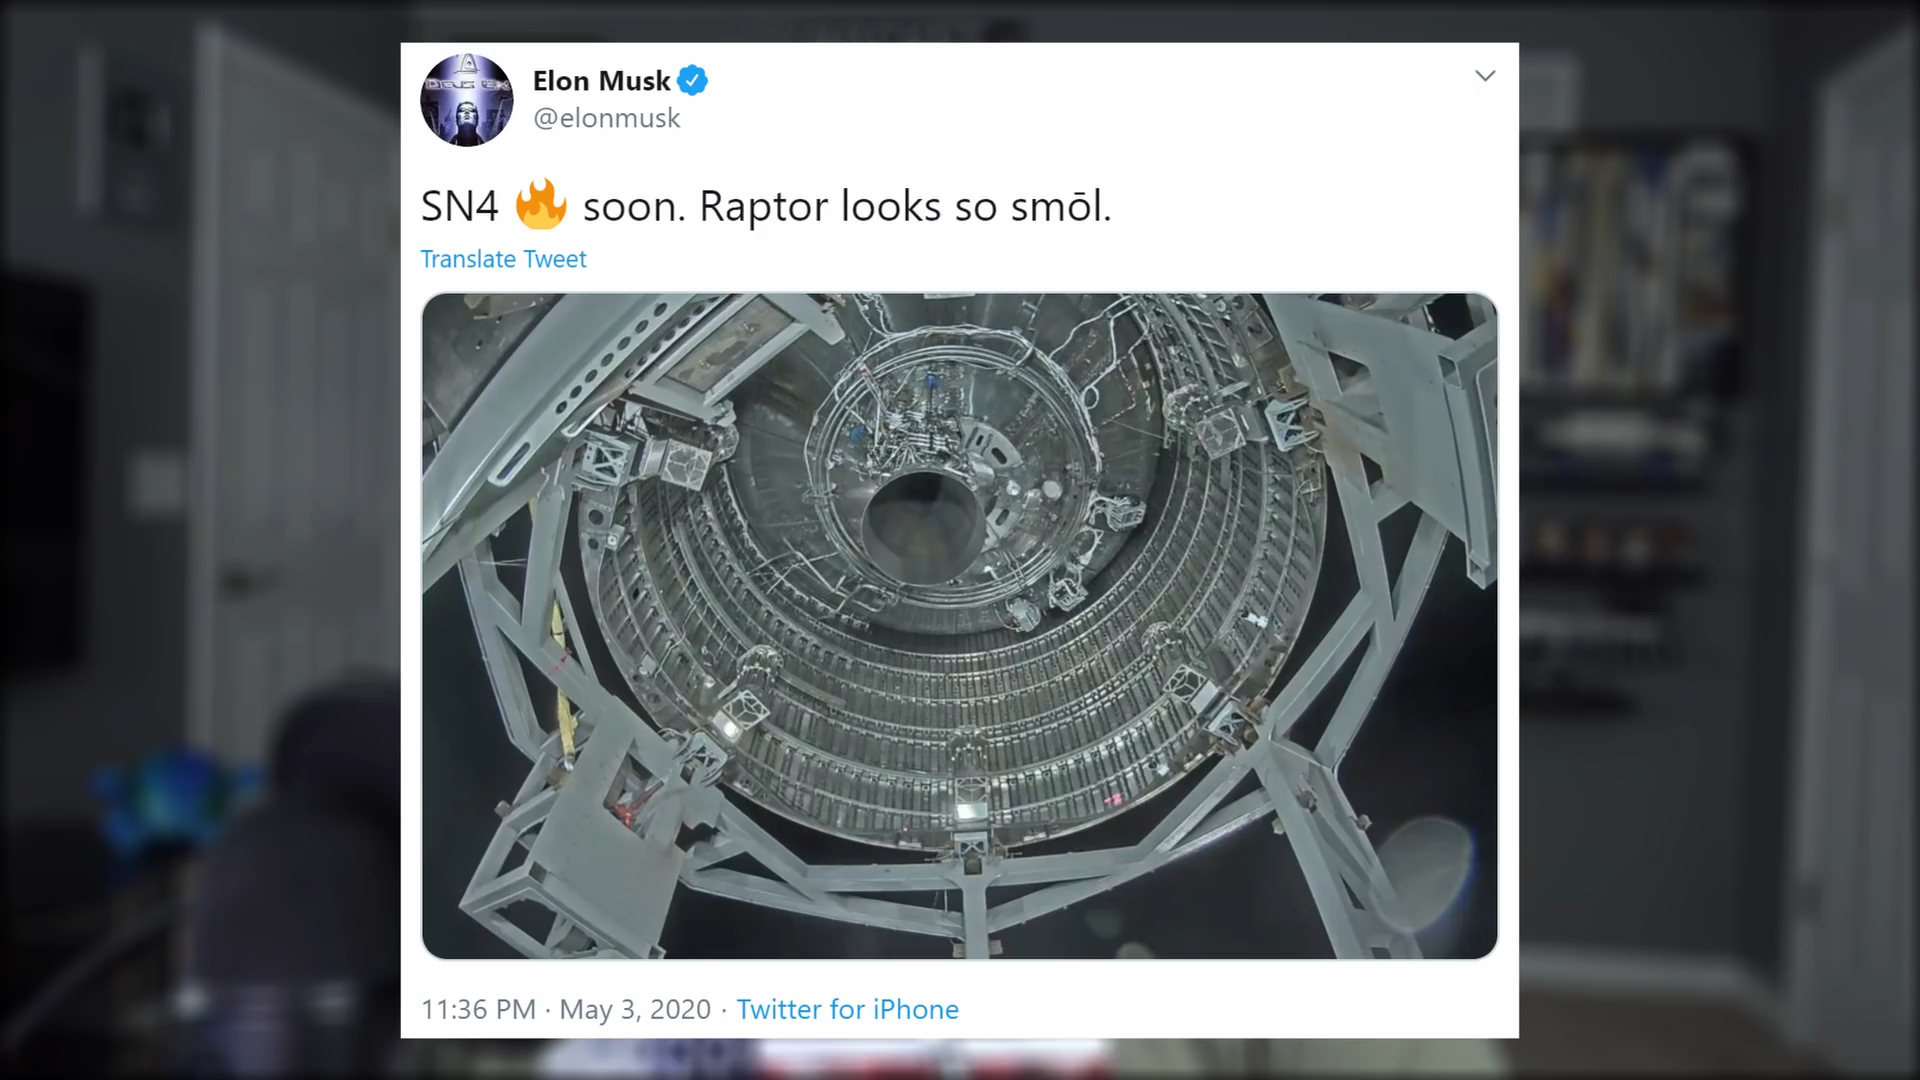 Elon Musk
@elonmusk
SN4 🔥 soon. Raptor looks so smōl.
Translate Tweet
11:36 PM · May 3, 2020 · Twitter for iPhone